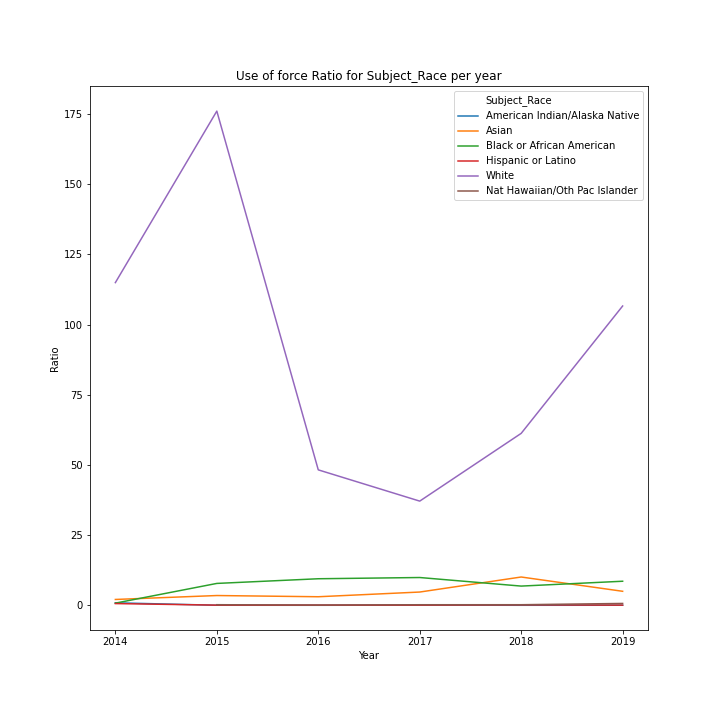 Use of force Ratio for Subject_Race per year
Subject_Race
American Indian/Alaska Native
Asian
Black or African American
Hispanic or Latino
White
Nat Hawaiian/Oth Pac Islander
175
150
125
100
75
50
25
0
Ratio
2014 2015 2016 2017 2018 2019
Year